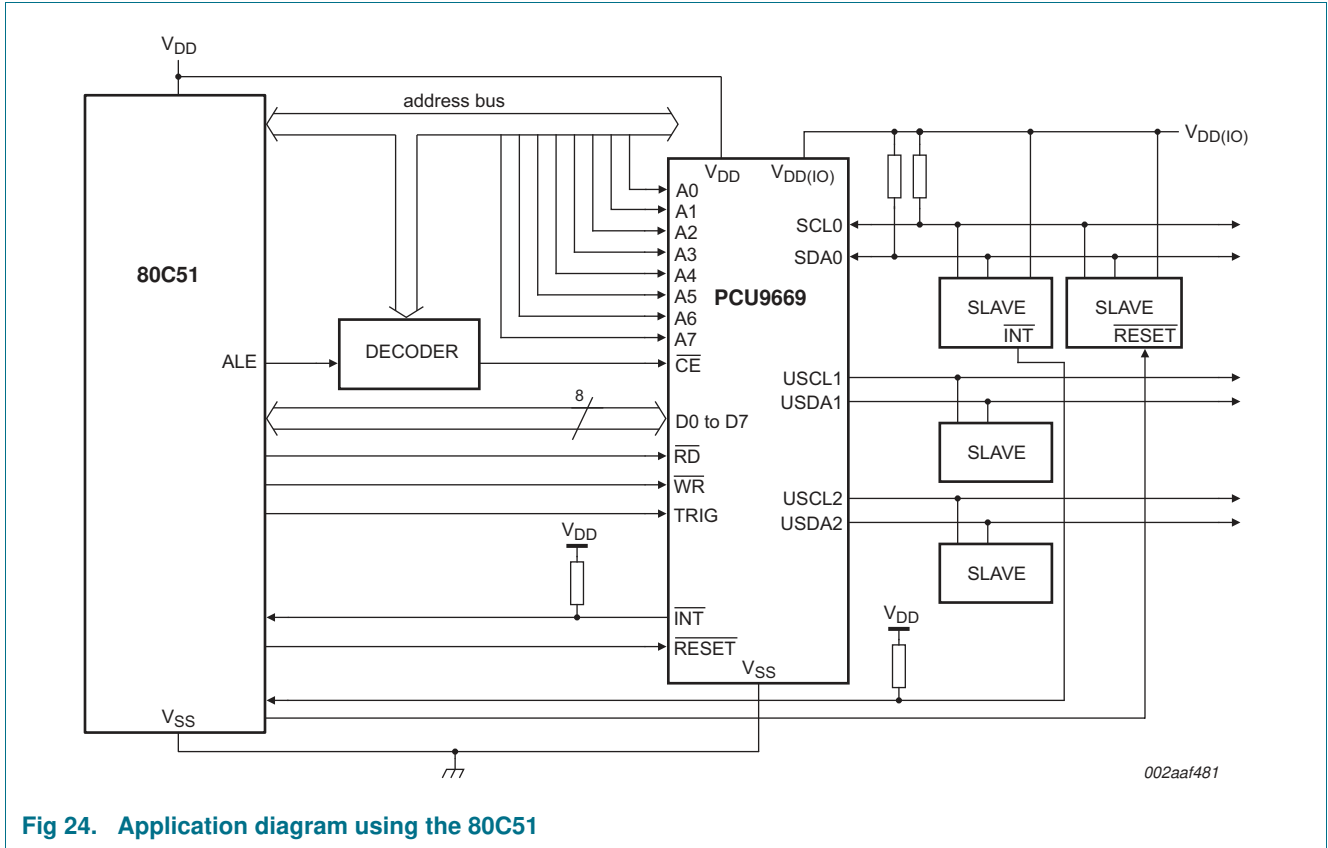 VDD
address bus
VDD(IO)
VDD
VDD(IO)
A0
A1
A2
A3
A4
A5
A6
A7
CE
80C51
PCU9669
ALE
DECODER
SCL0
SDA0
SLAVE
INT
SLAVE
RESET
USCL1
USDA1
SLAVE
8
D0 to D7
RD
WR
TRIG
USCL2
USDA2
SLAVE
VDD
INT
RESET
VDD
VSS
VSS
002aaf481
Fig 24. Application diagram using the 80C51